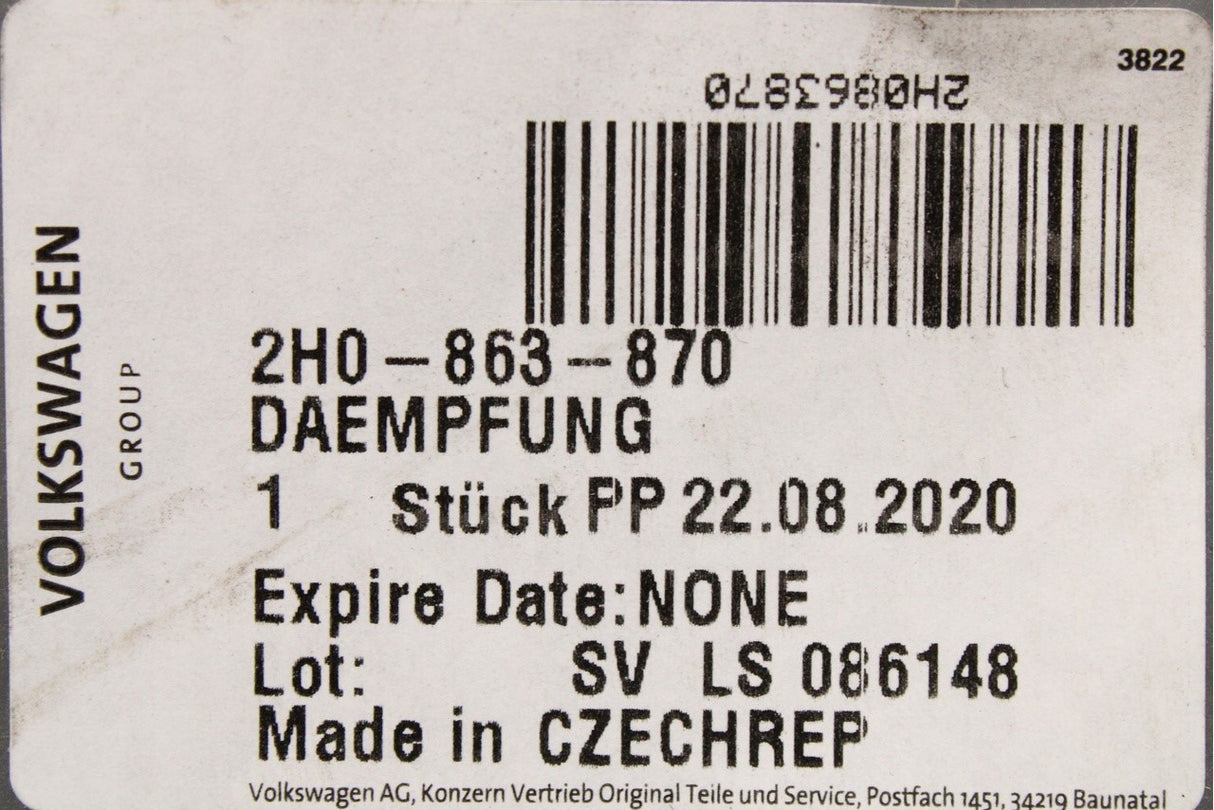 3822
2H0863870
2H0-863-870
DAEMPFUNG
1 Stück PP 22.08.2020
Expire Date:NONE
Lot: SV LS 086148
Made in CZECHREP
Volkswagen AG, Konzern Vertrieb Original Teile und Service, Postfach 1451, 34219 Baunatal
VOLKSWAGEN
GROUP